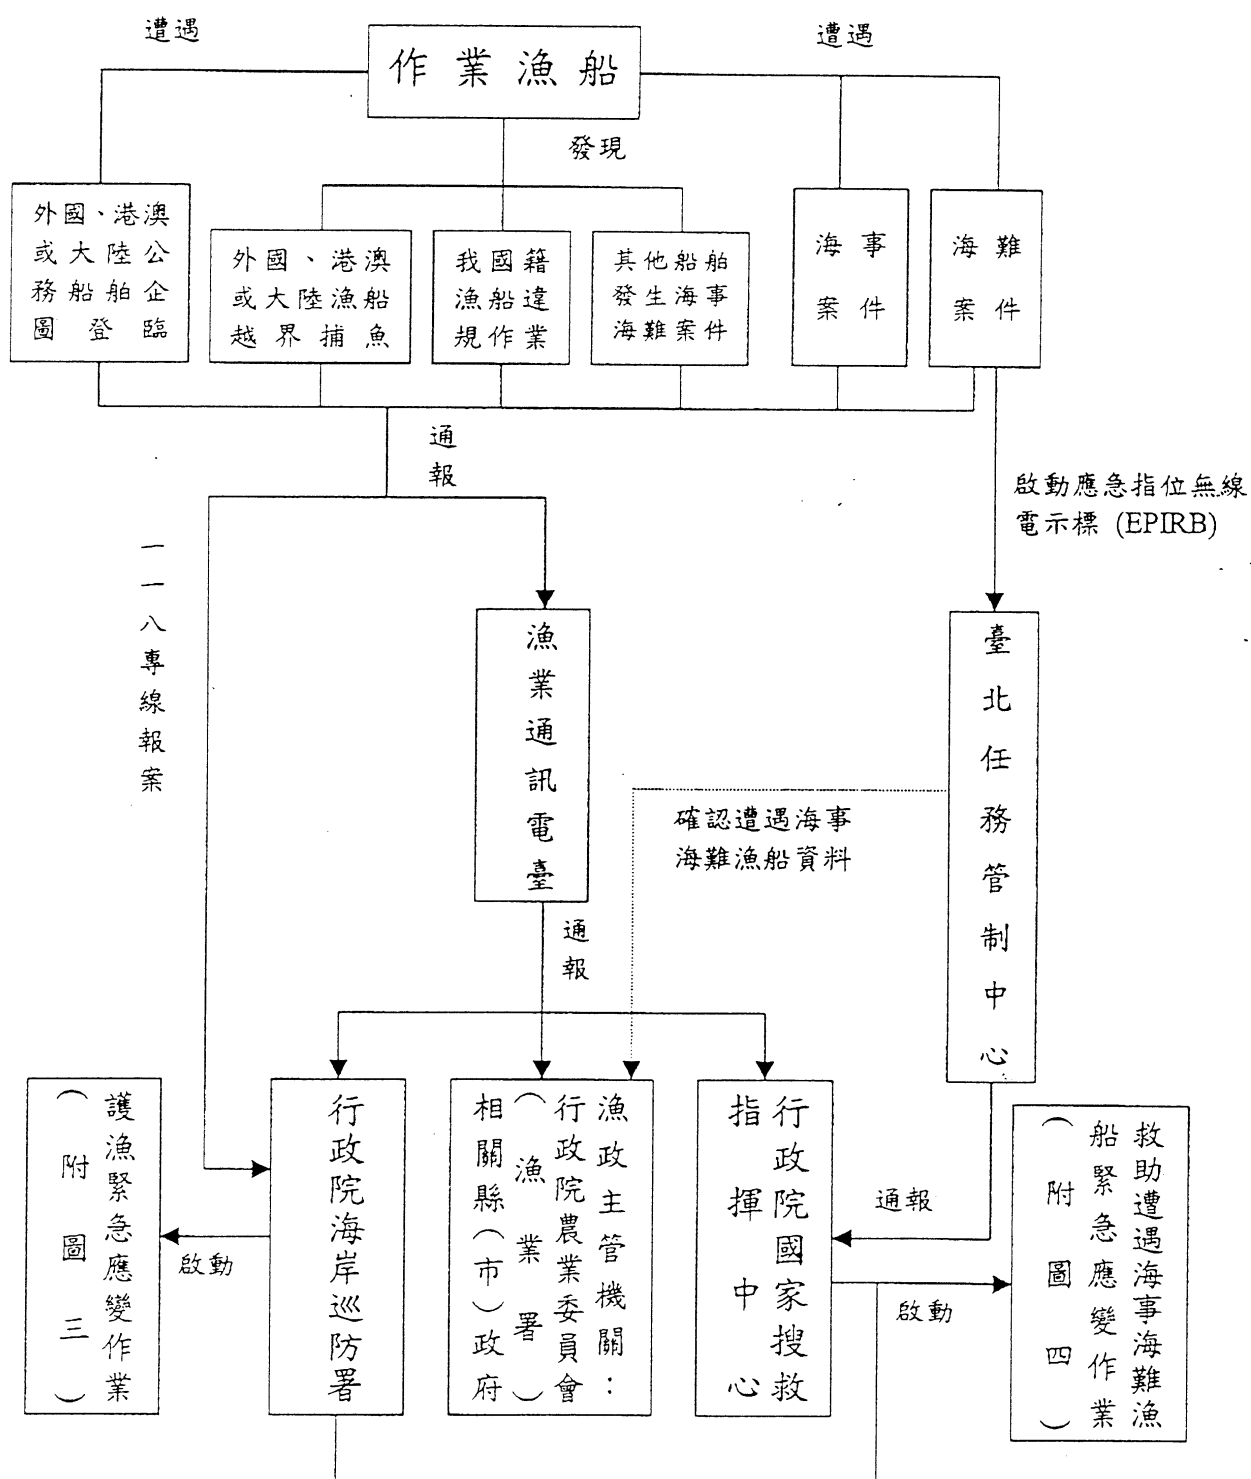 遭遇
作業漁船
遭遇
發現
外國、港澳
或大陸公
務船舶企
圖登臨
外國、港澳
或大陸漁船
越界捕魚
我國籍
漁船違
規作業
其他船舶
發生海事
海難案件
海事
案件
海難
案件
通報
啟動應急指位無線
電示標 (EPIRB)
一一八專線報案
漁業通訊電臺
臺北任務管制中心
確認遭遇海事
海難漁船資料
通報
護漁緊急應變作業
(附圖三)
啟動
行政院海岸巡防署
漁政主管機關：
行政院農業委員會
(漁業署)
相關縣(市)政府
行政院國家搜救
指揮中心
通報
啟動
救助遭遇海事海難漁
船緊急應變作業
(附圖四)